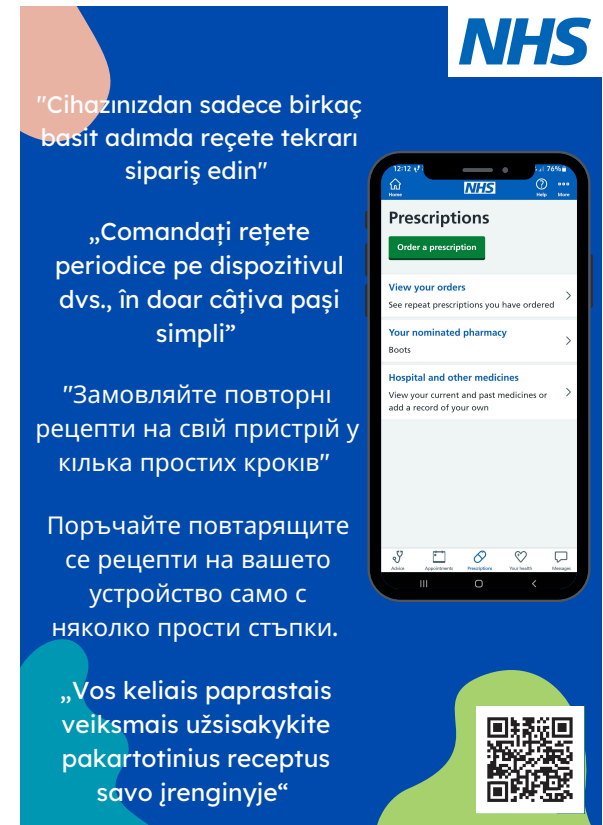 NHS
"Cihazınızdan sadece birkaç
basit adımda reçete tekrarı
sipariş edin"
„Comandați rețete
periodice pe dispozitivul
dvs., în doar câțiva pași
simpli”
"Замовляйте повторні
рецепти на свій пристрій у
кілька простих кроків"
Поръчайте повтарящите
се рецепти на вашето
устройство само с
няколко прости стъпки.
„Vos keliais paprastais
veiksmais užsisakykite
pakartotinius receptus
savo įrenginyje“
12:12 76%
Home NHS Help More
Prescriptions
Order a prescription
View your orders
See repeat prescriptions you have ordered
Your nominated pharmacy
Boots
Hospital and other medicines
View your current and past medicines or
add a record of your own
Advice Appointments Prescriptions Your health Messages